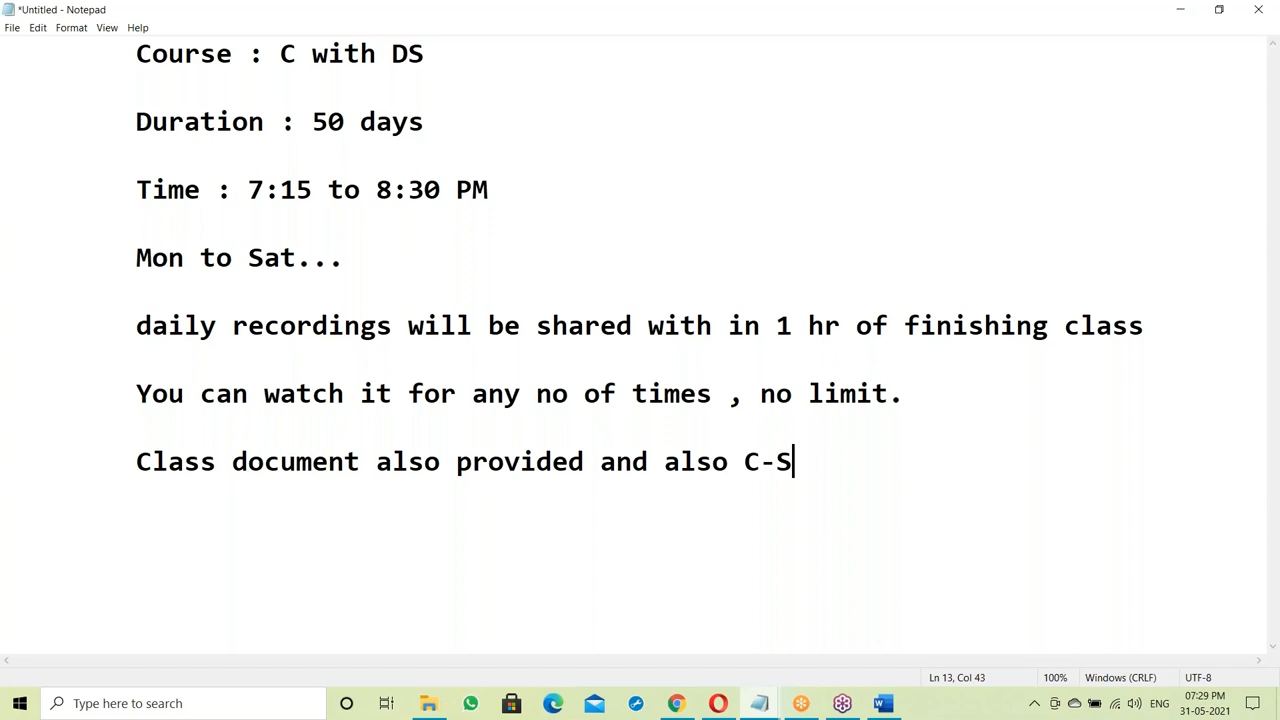 *Untitled - Notepad
File Edit Format View Help
Course : C with DS
Duration : 50 days
Time : 7:15 to 8:30 PM
Mon to Sat...
daily recordings will be shared with in 1 hr of finishing class
You can watch it for any no of times , no limit.
Class document also provided and also C-S
Ln 13, Col 43 100% Windows (CRLF) UTF-8
Type here to search
ENG
07:29 PM
31-05-2021